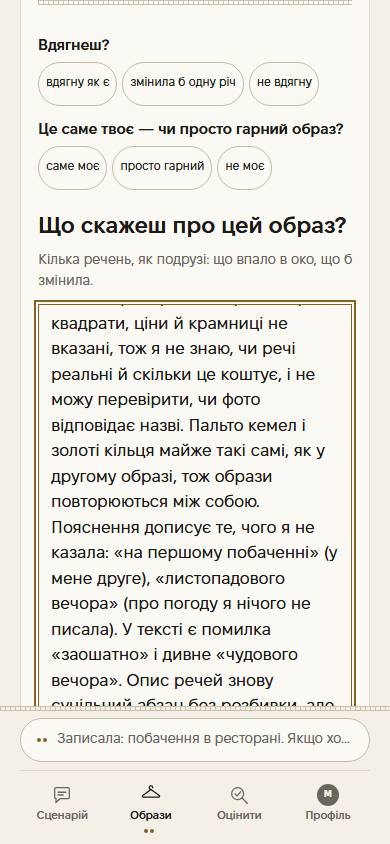 Вдягнеш?
вдягну як є
змінила б одну річ
не вдягну
Це саме твоє — чи просто гарний образ?
саме моє
просто гарний
не моє
Що скажеш про цей образ?
Кілька речень, як подрузі: що впало в око, що б
змінила.
квадрати, ціни й крамниці не
вказані, тож я не знаю, чи речі
реальні й скільки це коштує, і не
можу перевірити, чи фото
відповідає назві. Пальто кемел і
золоті кільця майже такі самі, як у
другому образі, тож образи
повторюються між собою.
Пояснення дописує те, чого я не
казала: «на першому побаченні» (у
мене друге), «листопадового
вечора» (про погоду я нічого не
писала). У тексті є помилка
«заошатно» і дивне «чудового
вечора». Опис речей знову
суцільний абзац без розбивки, але
Записала: побачення в ресторані. Якщо хо...
Сценарій
Образи
Оцінити
М
Профіль